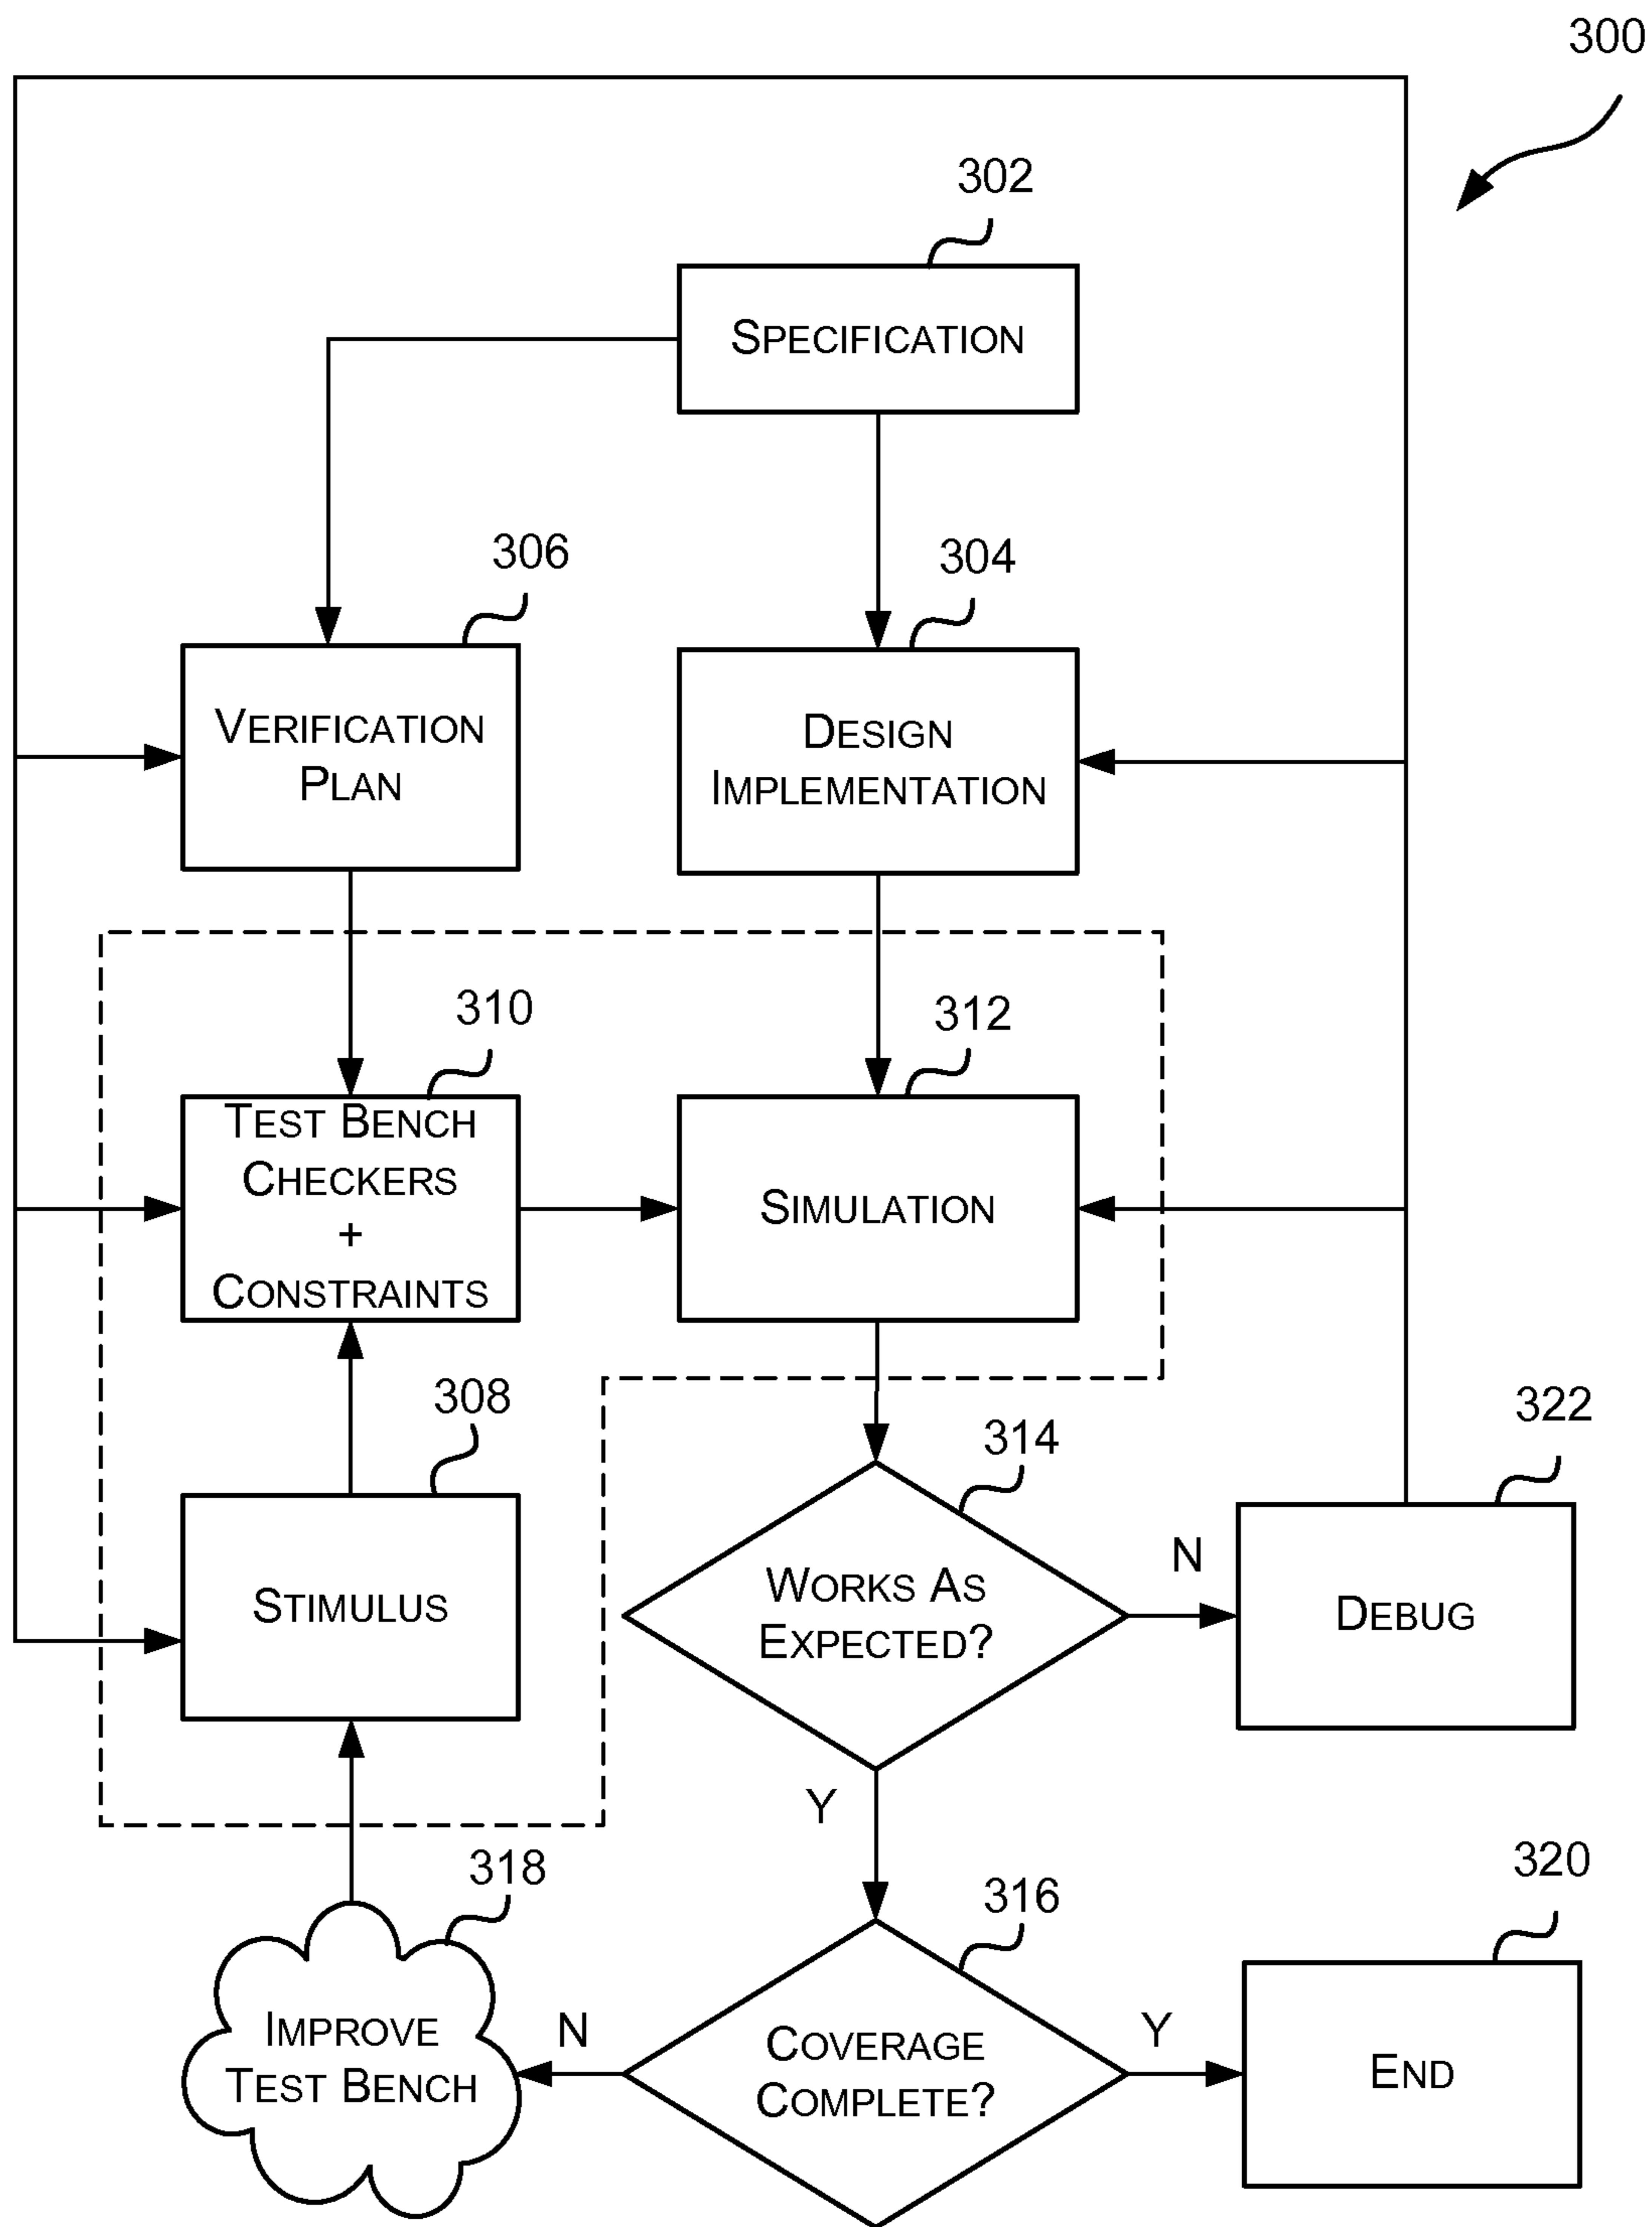 300
302
SPECIFICATION
306
304
VERIFICATION
PLAN
DESIGN
IMPLEMENTATION
310
312
TEST BENCH
CHECKERS
+
CONSTRAINTS
SIMULATION
308
314
322
STIMULUS
WORKS AS
EXPECTED?
N
DEBUG
Y
318
316
320
IMPROVE
TEST BENCH
N
COVERAGE
COMPLETE?
Y
END